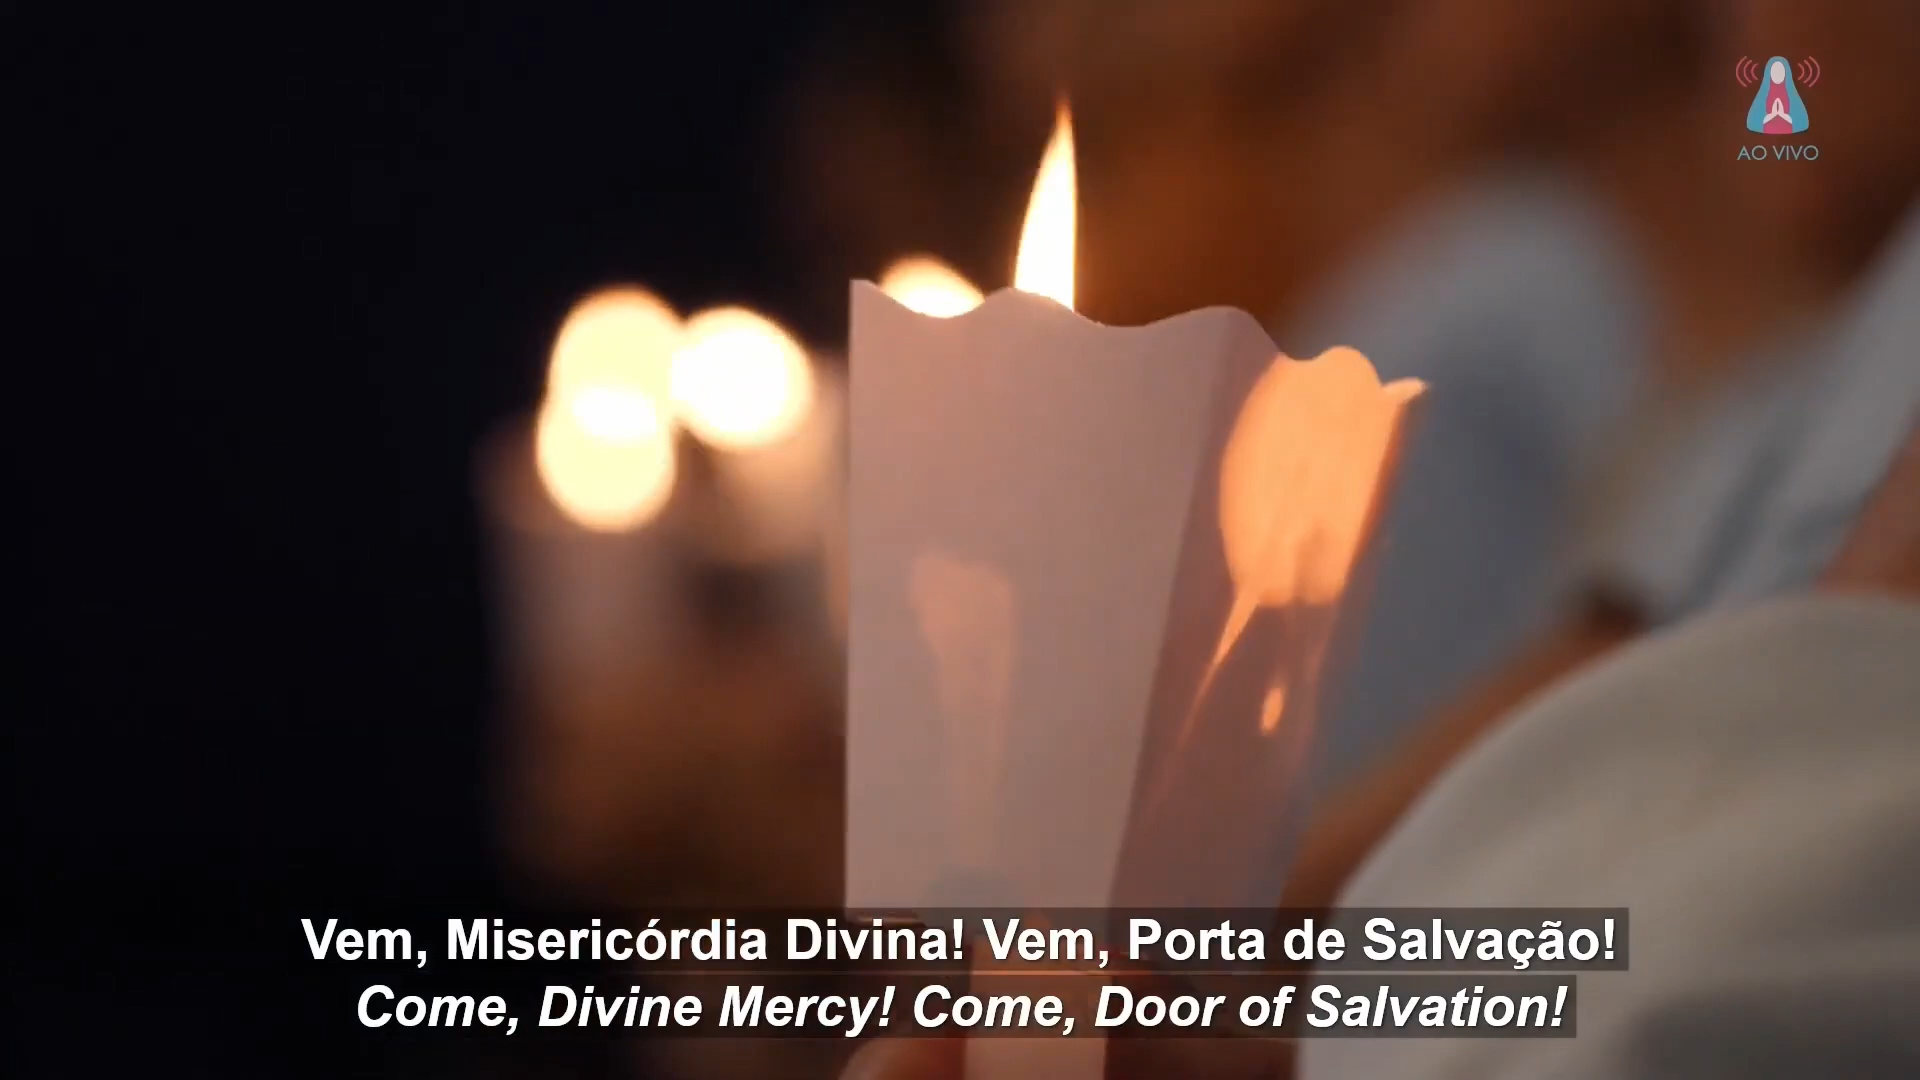 AO VIVO
Vem, Misericórdia Divina! Vem, Porta de Salvação!
Come, Divine Mercy! Come, Door of Salvation!